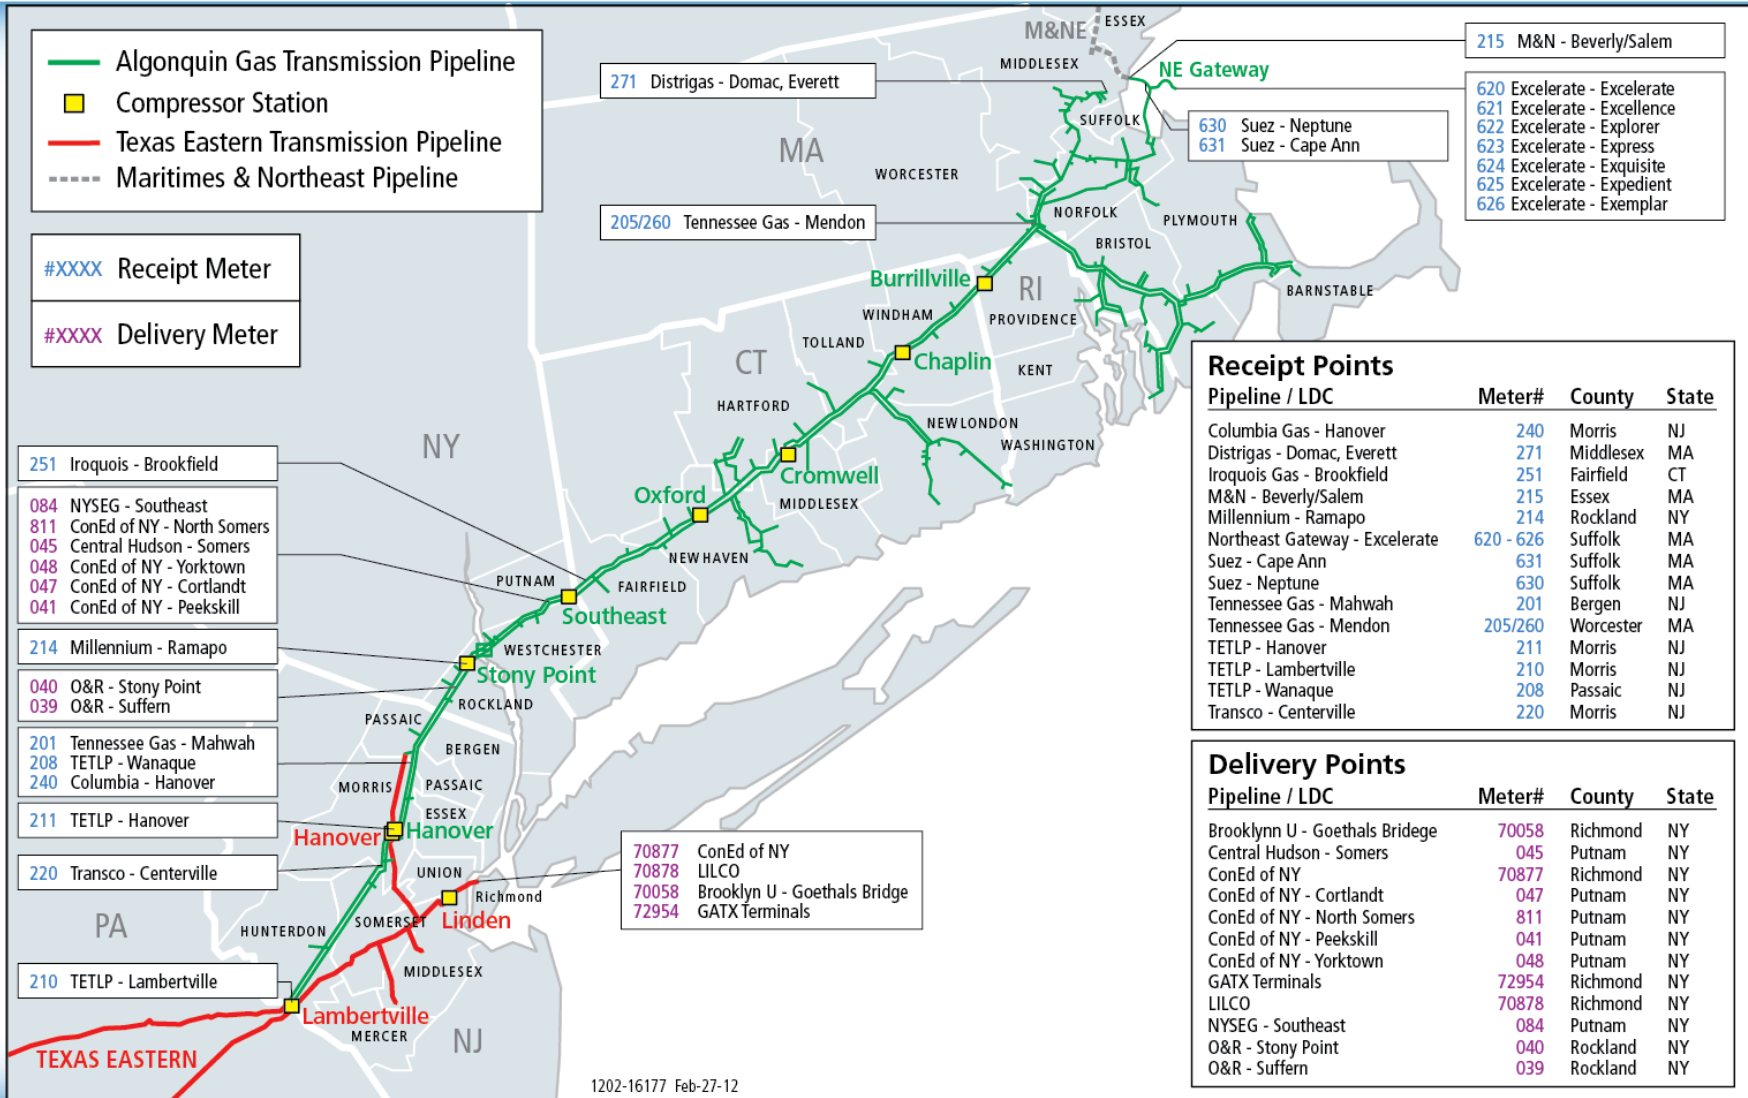 Algonquin Gas Transmission Pipeline
Compressor Station
Texas Eastern Transmission Pipeline
Maritimes & Northeast Pipeline
#XXXX Receipt Meter
#XXXX Delivery Meter
M&NE
ESSEX
MIDDLESEX
NE Gateway
215 M&N - Beverly/Salem
271 Distrigas - Domac, Everett
620 Excelerate - Excelerate
621 Excelerate - Excellence
622 Excelerate - Explorer
623 Excelerate - Express
624 Excelerate - Exquisite
625 Excelerate - Expedient
626 Excelerate - Exemplar
SUFFOLK
630 Suez - Neptune
631 Suez - Cape Ann
MA
WORCESTER
205/260 Tennessee Gas - Mendon
NORFOLK
PLYMOUTH
BRISTOL
Burrillville
RI
BARNSTABLE
WINDHAM
PROVIDENCE
TOLLAND
CT
Chaplin
KENT
HARTFORD
NEW LONDON
WASHINGTON
NY
Cromwell
Oxford
MIDDLESEX
NEW HAVEN
251 Iroquois - Brookfield
084 NYSEG - Southeast
811 ConEd of NY - North Somers
045 Central Hudson - Somers
048 ConEd of NY - Yorktown
047 ConEd of NY - Cortlandt
041 ConEd of NY - Peekskill
PUTNAM
FAIRFIELD
Southeast
214 Millennium - Ramapo
WESTCHESTER
Stony Point
040 O&R - Stony Point
039 O&R - Suffern
ROCKLAND
PASSAIC
201 Tennessee Gas - Mahwah
208 TETLP - Wanaque
240 Columbia - Hanover
BERGEN
MORRIS
PASSAIC
ESSEX
211 TETLP - Hanover
Hanover
Hanover
220 Transco - Centerville
UNION
Richmond
70877 ConEd of NY
70878 LILCO
70058 Brooklyn U - Goethals Bridge
72954 GATX Terminals
PA
HUNTERDON
SOMERSET
Linden
MIDDLESEX
210 TETLP - Lambertville
Lambertville
MERCER
NJ
TEXAS EASTERN
1202-16177 Feb-27-12
Receipt Points
Pipeline / LDC Meter# County State
Columbia Gas - Hanover 240 Morris NJ
Distrigas - Domac, Everett 271 Middlesex MA
Iroquois Gas - Brookfield 251 Fairfield CT
M&N - Beverly/Salem 215 Essex MA
Millennium - Ramapo 214 Rockland NY
Northeast Gateway - Excelerate 620 - 626 Suffolk MA
Suez - Cape Ann 631 Suffolk MA
Suez - Neptune 630 Suffolk MA
Tennessee Gas - Mahwah 201 Bergen NJ
Tennessee Gas - Mendon 205/260 Worcester MA
TETLP - Hanover 211 Morris NJ
TETLP - Lambertville 210 Morris NJ
TETLP - Wanaque 208 Passaic NJ
Transco - Centerville 220 Morris NJ
Delivery Points
Pipeline / LDC Meter# County State
Brooklynn U - Goethals Bridege 70058 Richmond NY
Central Hudson - Somers 045 Putnam NY
ConEd of NY 70877 Richmond NY
ConEd of NY - Cortlandt 047 Putnam NY
ConEd of NY - North Somers 811 Putnam NY
ConEd of NY - Peekskill 041 Putnam NY
ConEd of NY - Yorktown 048 Putnam NY
GATX Terminals 72954 Richmond NY
LILCO 70878 Richmond NY
NYSEG - Southeast 084 Putnam NY
O&R - Stony Point 040 Rockland NY
O&R - Suffern 039 Rockland NY